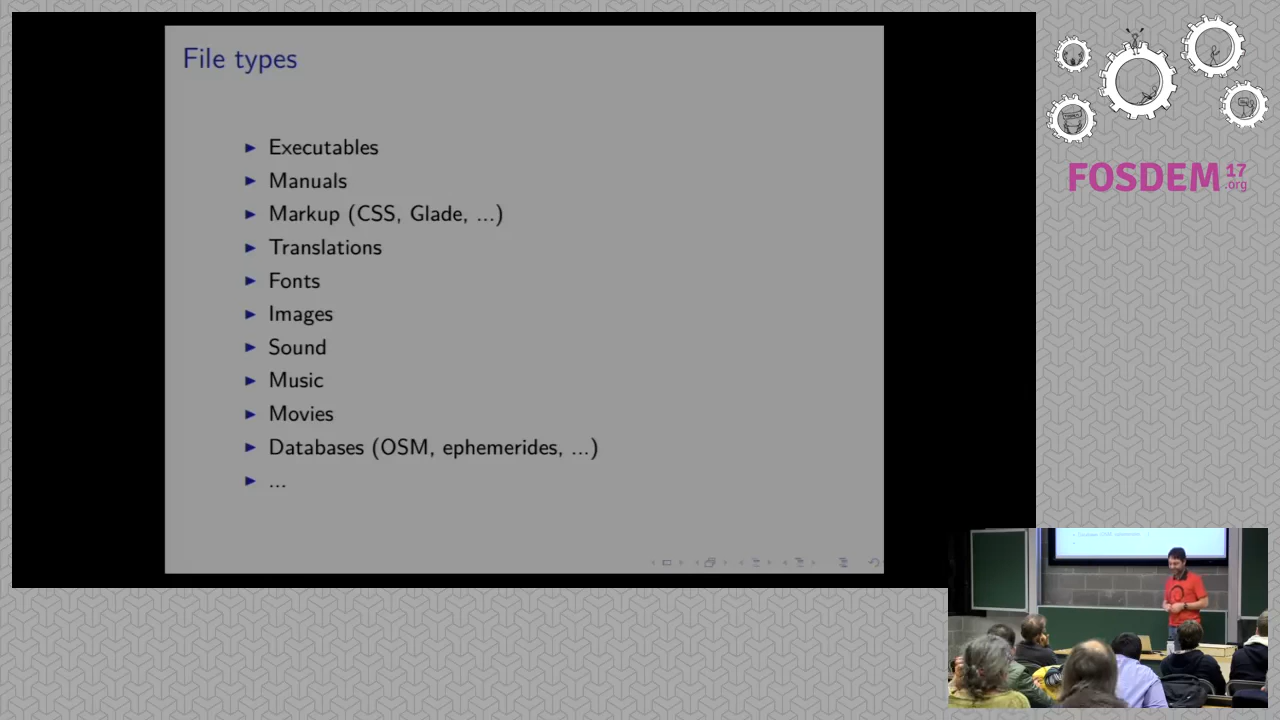 File types
Executables
Manuals
Markup (CSS, Glade, ...)
Translations
Fonts
Images
Sound
Music
Movies
Databases (OSM, ephemerides, ...)
...
FOSDEM 17
.org